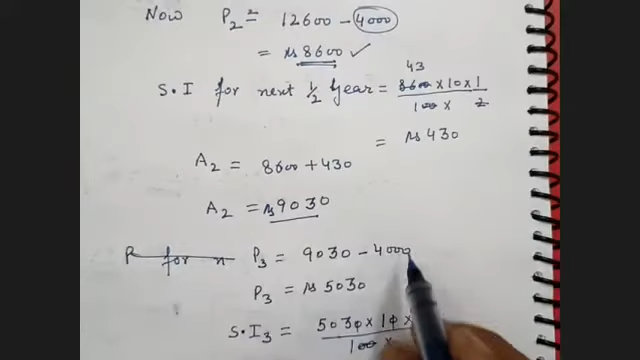 Now P₂ = 12600 - 4000
= Rs 8600 ✓
S.I for next 1/2 year = 43 8600 × 10 × 1 / 100 × 2
= Rs 430
A₂ = 8600 + 430
A₂ = Rs 9030
P for n P₃ = 9030 - 4000
P₃ = Rs 5030
S.I₃ = 5030 × 10 × / 100 ×